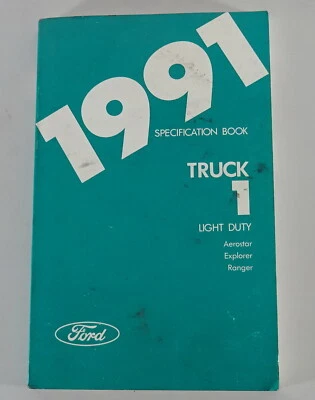 1991
SPECIFICATION BOOK
TRUCK
1
LIGHT DUTY
Aerostar
Explorer
Ranger
Ford